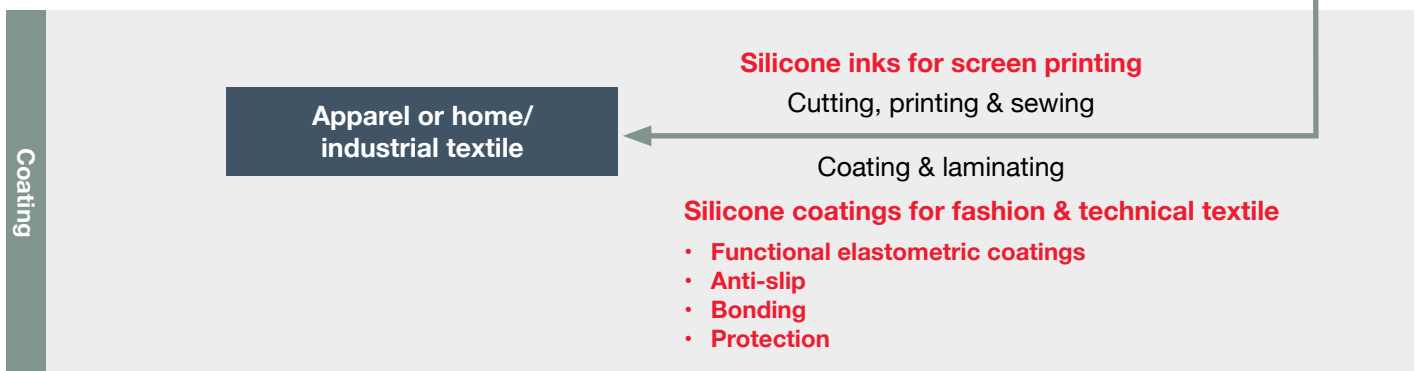 Coating
Silicone inks for screen printing
Cutting, printing & sewing
Apparel or home/
industrial textile
Coating & laminating
Silicone coatings for fashion & technical textile
• Functional elastometric coatings
• Anti-slip
• Bonding
• Protection